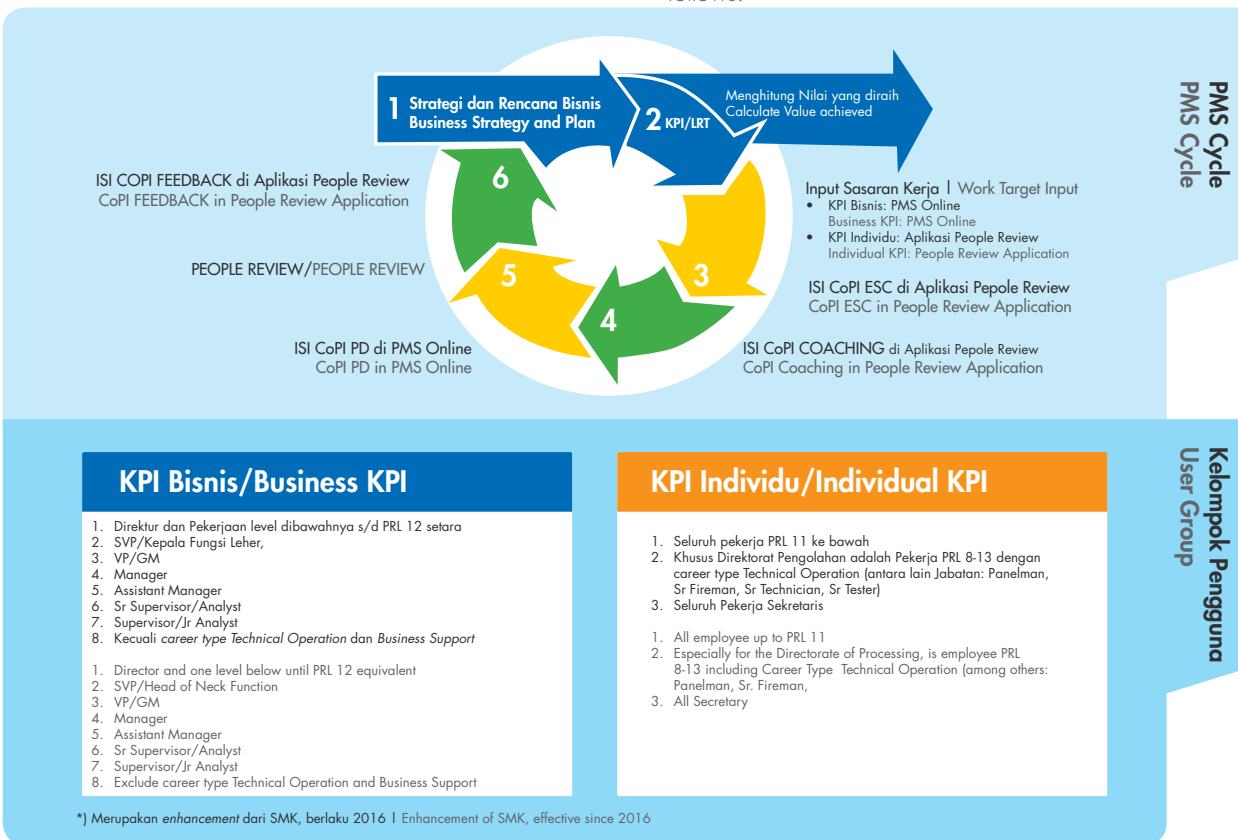 1 Strategi dan Rencana Bisnis
Business Strategy and Plan
2 KPI/LRT
Menghitung Nilai yang diraih
Calculate Value achieved
Input Sasaran Kerja | Work Target Input
• KPI Bisnis: PMS Online
Business KPI: PMS Online
• KPI Individu: Aplikasi People Review
Individual KPI: People Review Application
3
ISI CoPI ESC di Aplikasi Pepole Review
CoPI ESC in People Review Application
4
ISI CoPI COACHING di Aplikasi Pepole Review
CoPI Coaching in People Review Application
5
ISI CoPI PD di PMS Online
CoPI PD in PMS Online
PEOPLE REVIEW/PEOPLE REVIEW
6
ISI COPI FEEDBACK di Aplikasi People Review
CoPI FEEDBACK in People Review Application
PMS Cycle
PMS Cycle
KPI Bisnis/Business KPI
1. Direktur dan Pekerjaan level dibawahnya s/d PRL 12 setara
2. SVP/Kepala Fungsi Leher,
3. VP/GM
4. Manager
5. Assistant Manager
6. Sr Supervisor/Analyst
7. Supervisor/Jr Analyst
8. Kecuali career type Technical Operation dan Business Support
1. Director and one level below until PRL 12 equivalent
2. SVP/Head of Neck Function
3. VP/GM
4. Manager
5. Assistant Manager
6. Sr Supervisor/Analyst
7. Supervisor/Jr Analyst
8. Exclude career type Technical Operation and Business Support
KPI Individu/Individual KPI
1. Seluruh pekerja PRL 11 ke bawah
2. Khusus Direktorat Pengolahan adalah Pekerja PRL 8-13 dengan
career type Technical Operation (antara lain Jabatan: Panelman,
Sr Fireman, Sr Technician, Sr Tester)
3. Seluruh Pekerja Sekretaris
1. All employee up to PRL 11
2. Especially for the Directorate of Processing, is employee PRL
8-13 including Career Type Technical Operation (among others:
Panelman, Sr. Fireman,
3. All Secretary
Kelompok Pengguna
User Group
*) Merupakan enhancement dari SMK, berlaku 2016 | Enhancement of SMK, effective since 2016